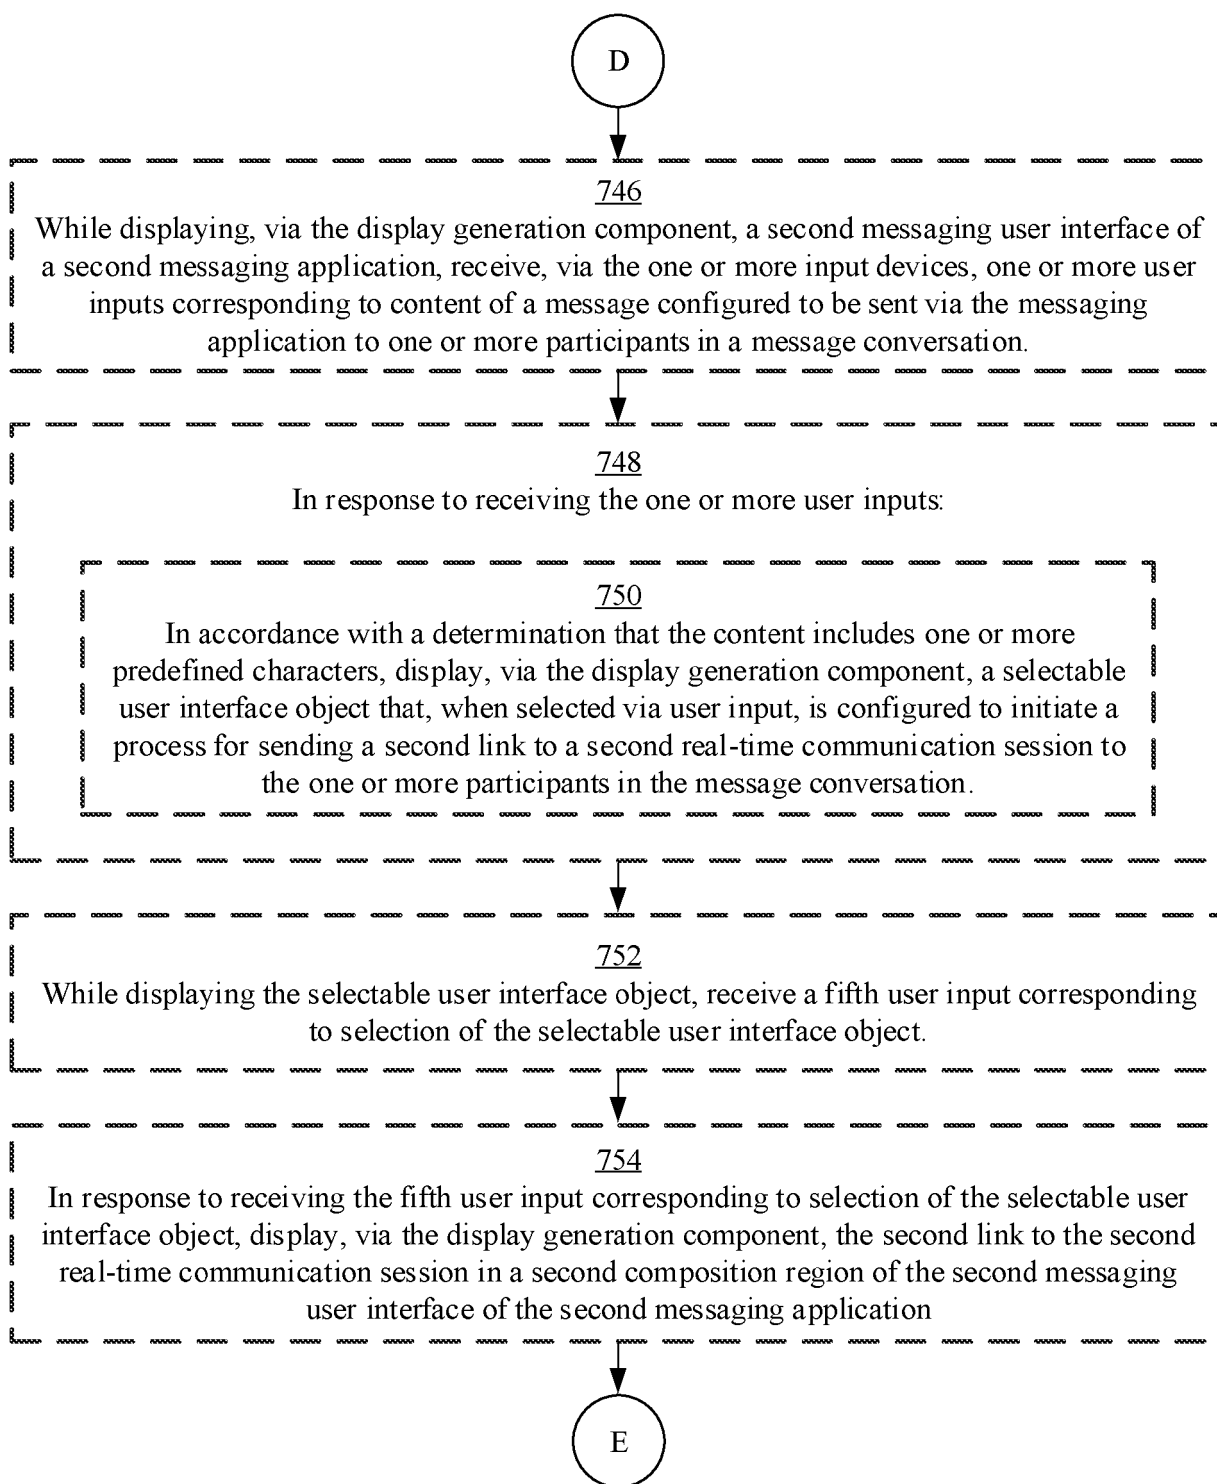 D
746
While displaying, via the display generation component, a second messaging user interface of
a second messaging application, receive, via the one or more input devices, one or more user
inputs corresponding to content of a message configured to be sent via the messaging
application to one or more participants in a message conversation.
748
In response to receiving the one or more user inputs:
750
In accordance with a determination that the content includes one or more
predefined characters, display, via the display generation component, a selectable
user interface object that, when selected via user input, is configured to initiate a
process for sending a second link to a second real-time communication session to
the one or more participants in the message conversation.
752
While displaying the selectable user interface object, receive a fifth user input corresponding
to selection of the selectable user interface object.
754
In response to receiving the fifth user input corresponding to selection of the selectable user
interface object, display, via the display generation component, the second link to the second
real-time communication session in a second composition region of the second messaging
user interface of the second messaging application
E